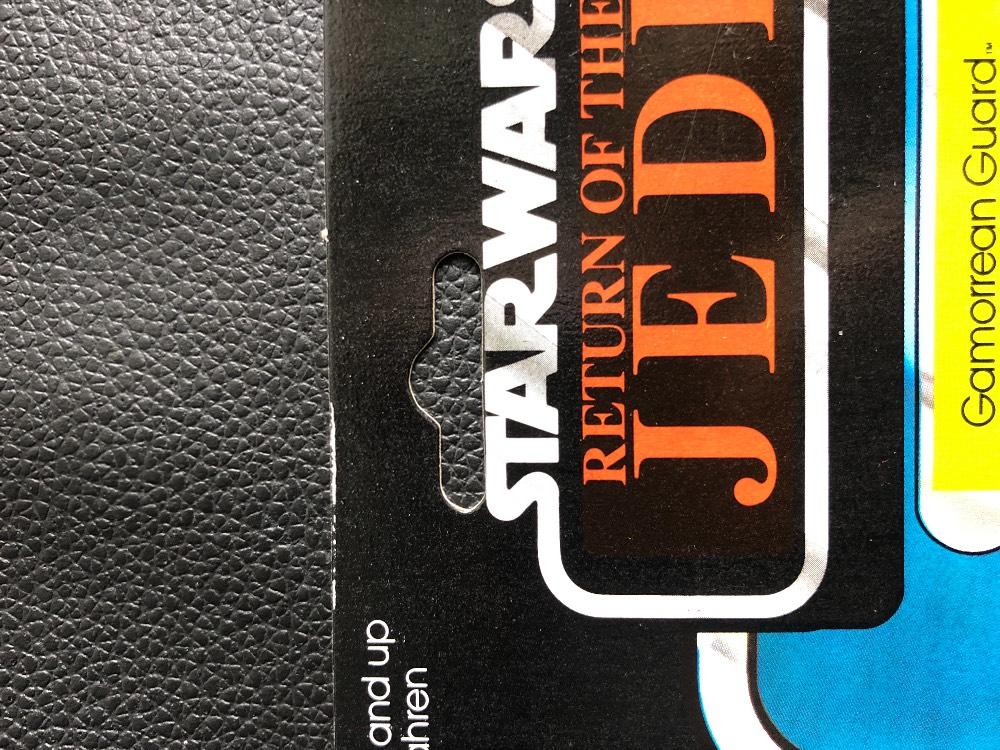 and up
ahren
STAR WARS
RETURN OF THE
JEDI
Gamorrean Guard™